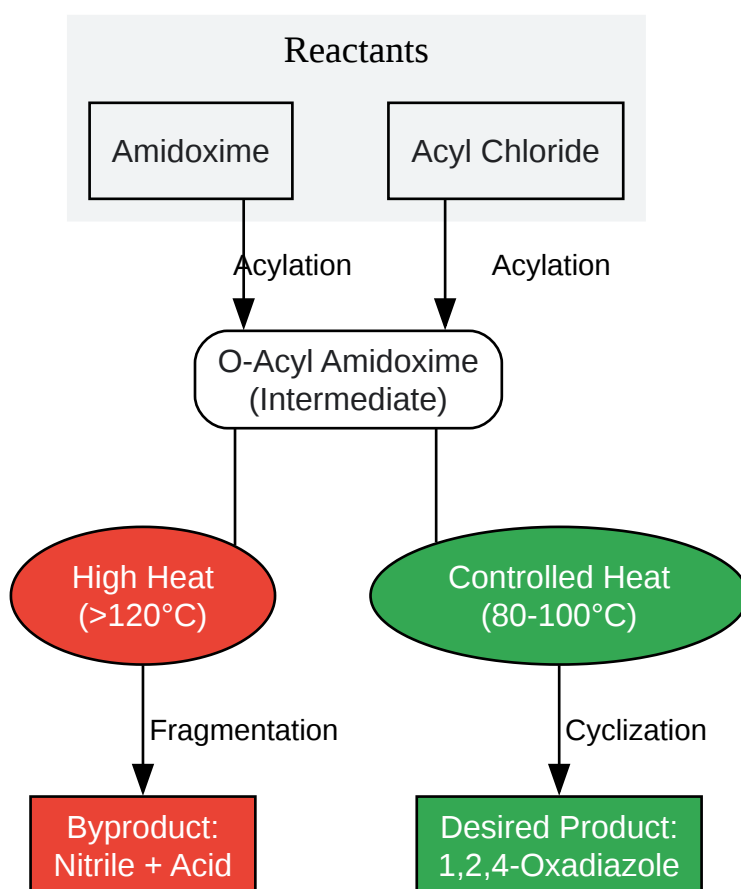 Reactants
Amidoxime
Acyl Chloride
Acylation
Acylation
O-Acyl Amidoxime
(Intermediate)
High Heat
(>120°C)
Controlled Heat
(80-100°C)
Fragmentation
Cyclization
Byproduct:
Nitrile + Acid
Desired Product:
1,2,4-Oxadiazole